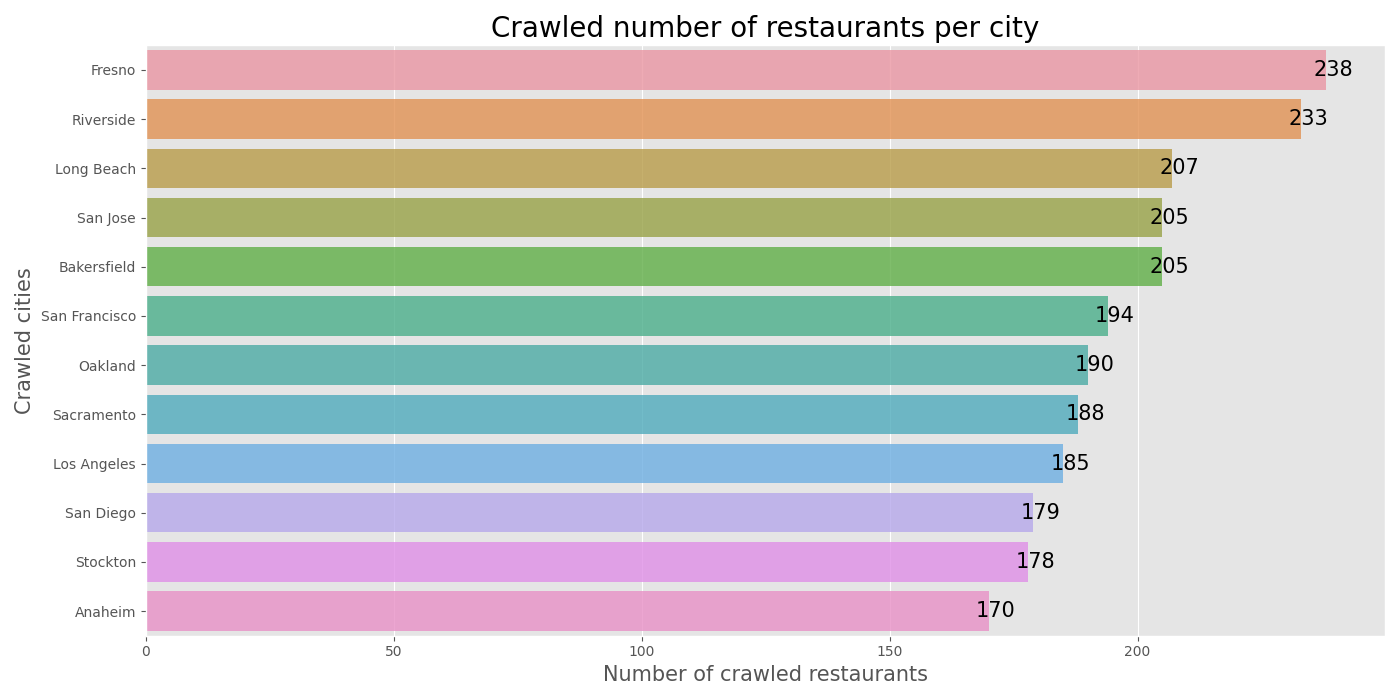 Crawled number of restaurants per city
Crawled cities
Fresno 238
Riverside 233
Long Beach 207
San Jose 205
Bakersfield 205
San Francisco 194
Oakland 190
Sacramento 188
Los Angeles 185
San Diego 179
Stockton 178
Anaheim 170
0 50 100 150 200
Number of crawled restaurants